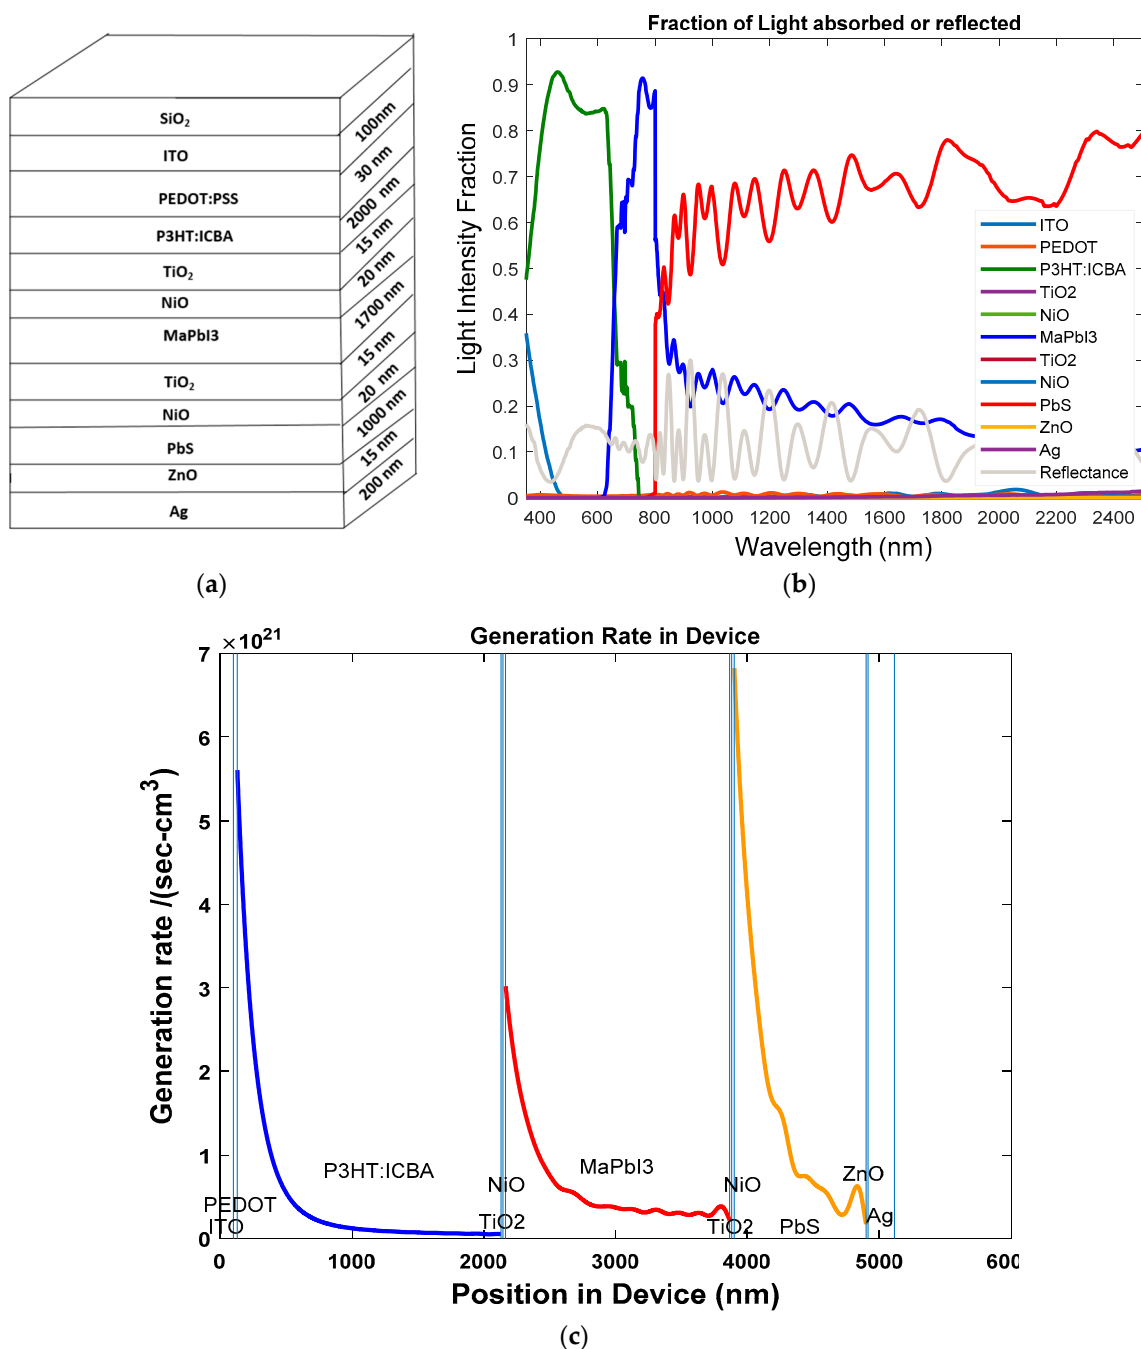 SiO2
ITO
PEDOT:PSS
P3HT:ICBA
TiO2
NiO
MaPbI3
TiO2
NiO
PbS
ZnO
Ag
100nm
30 nm
2000 nm
15 nm
20 nm
1700 nm
15 nm
20 nm
1000 nm
15 nm
200 nm
(a)
Fraction of Light absorbed or reflected
Light Intensity Fraction
1
0.9
0.8
0.7
0.6
0.5
0.4
0.3
0.2
0.1
0
400 600 800 1000 1200 1400 1600 1800 2000 2200 2400
Wavelength (nm)
ITO
PEDOT
P3HT:ICBA
TiO2
NiO
MaPbI3
TiO2
NiO
PbS
ZnO
Ag
Reflectance
(b)
×10^21
Generation Rate in Device
Generation rate /(sec-cm^3)
7
6
5
4
3
2
1
0
P3HT:ICBA
MaPbI3
ZnO
NiO
NiO
PEDOT
ITO
TiO2
TiO2
PbS
Ag
0 1000 2000 3000 4000 5000 600
Position in Device (nm)
(c)